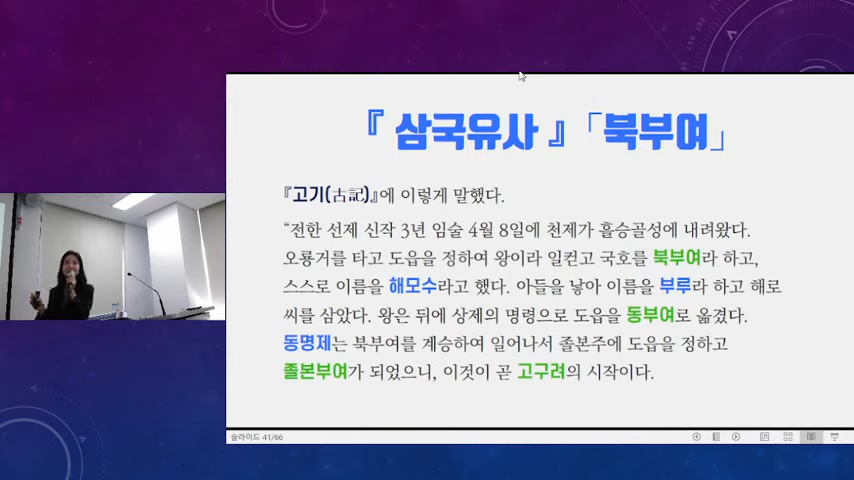 『 삼국유사 』 「북부여」
『고기(古記)』에 이렇게 말했다.
“전한 선제 신작 3년 임술 4월 8일에 천제가 흘승골성에 내려왔다.
오룡거를 타고 도읍을 정하여 왕이라 일컫고 국호를 북부여라 하고,
스스로 이름을 해모수라고 했다. 아들을 낳아 이름을 부루라 하고 해로
씨를 삼았다. 왕은 뒤에 상제의 명령으로 도읍을 동부여로 옮겼다.
동명제는 북부여를 계승하여 일어나서 졸본주에 도읍을 정하고
졸본부여가 되었으니, 이것이 곧 고구려의 시작이다.
슬라이드 41/66